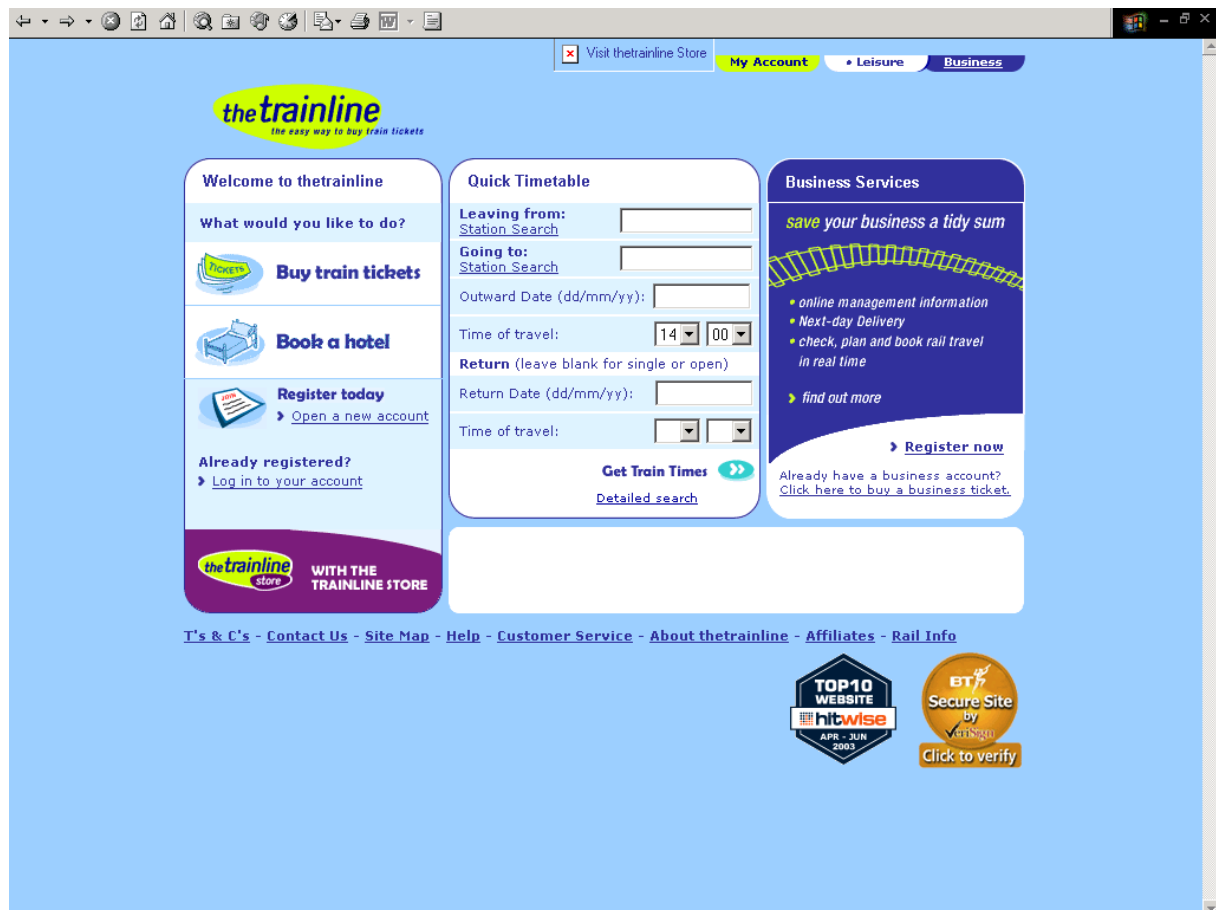 Visit thetrainline Store
My Account
• Leisure
Business
the trainline
the easy way to buy train tickets
Welcome to thetrainline
What would you like to do?
TICKETS
Buy train tickets
Book a hotel
JOIN
Register today
Open a new account
Already registered?
Log in to your account
the trainline
store
WITH THE
TRAINLINE STORE
Quick Timetable
Leaving from:
Station Search
Going to:
Station Search
Outward Date (dd/mm/yy):
Time of travel: 14 00
Return (leave blank for single or open)
Return Date (dd/mm/yy):
Time of travel:
Get Train Times
Detailed search
Business Services
save your business a tidy sum
• online management information
• Next-day Delivery
• check, plan and book rail travel
in real time
find out more
Register now
Already have a business account?
Click here to buy a business ticket.
T's & C's - Contact Us - Site Map - Help - Customer Service - About thetrainline - Affiliates - Rail Info
TOP10
WEBSITE
hitwise
APR - JUN
2003
BT
Secure Site
by
VeriSign
Click to verify